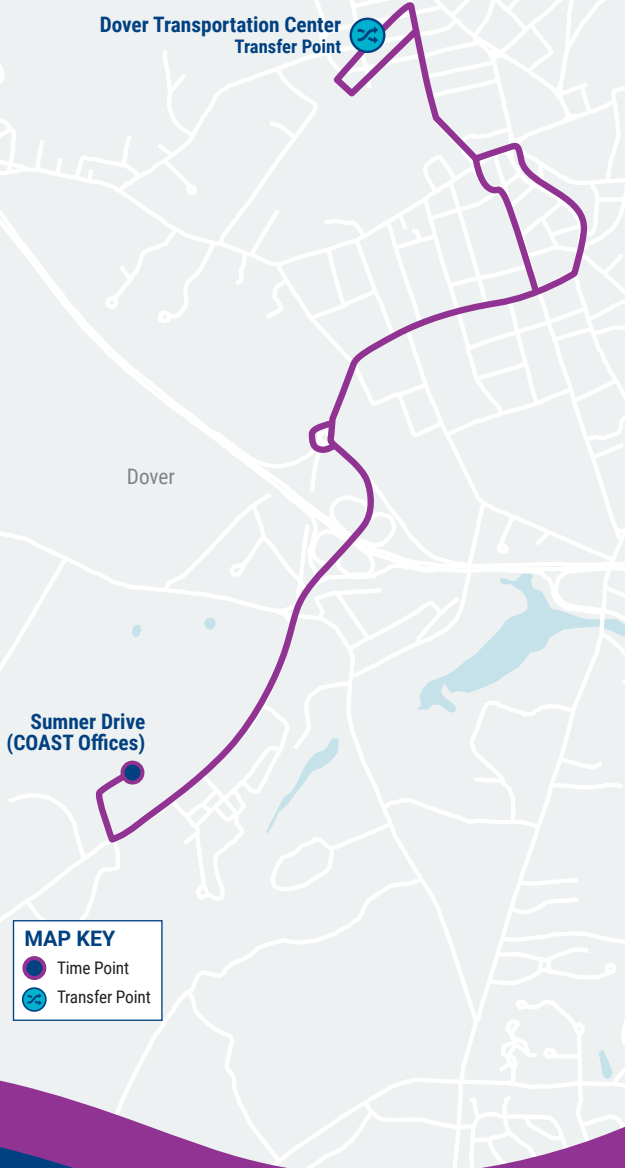 Dover Transportation Center
Transfer Point
Dover
Sumner Drive
(COAST Offices)
MAP KEY
Time Point
Transfer Point